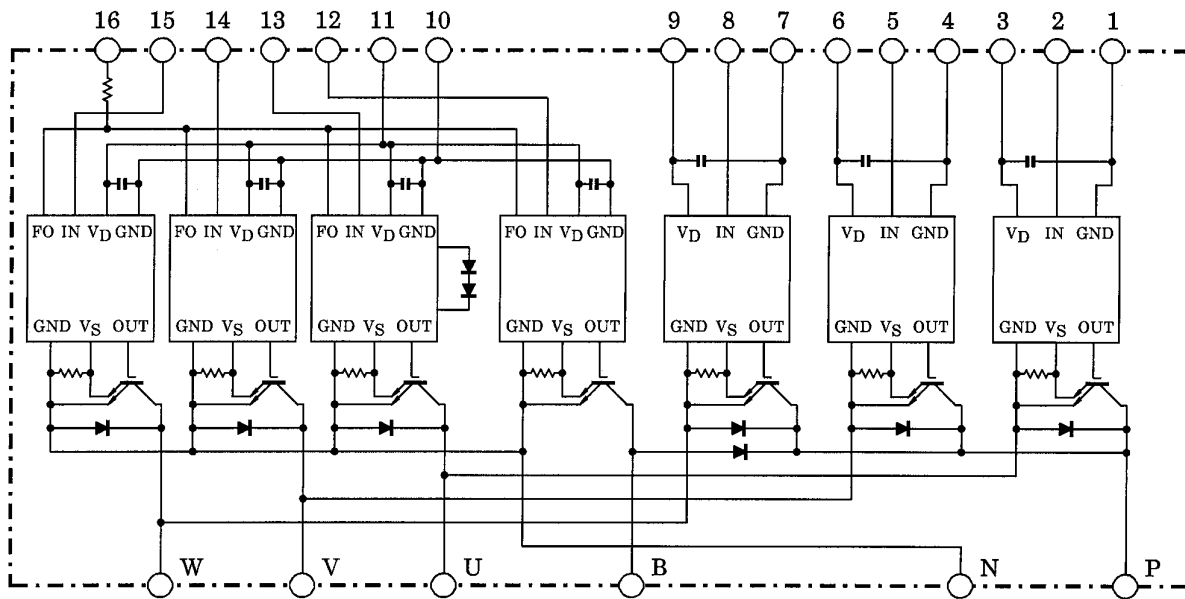 16 15 14 13 12 11 10 9 8 7 6 5 4 3 2 1
FO IN VD GND FO IN VD GND FO IN VD GND FO IN VD GND VD IN GND VD IN GND VD IN GND
GND VS OUT GND VS OUT GND VS OUT GND VS OUT GND VS OUT GND VS OUT GND VS OUT
W V U B N P